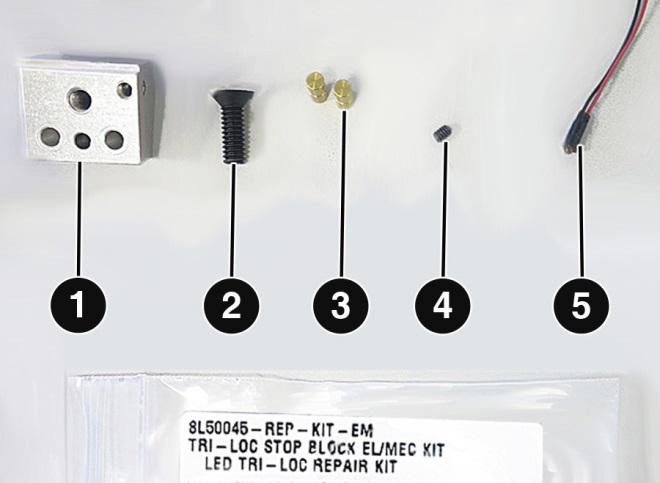 1 2 3 4 5
8L50045-REP-KIT-EM
TRI-LOC STOP BLOCK EL/MEC KIT
LED TRI-LOC REPAIR KIT